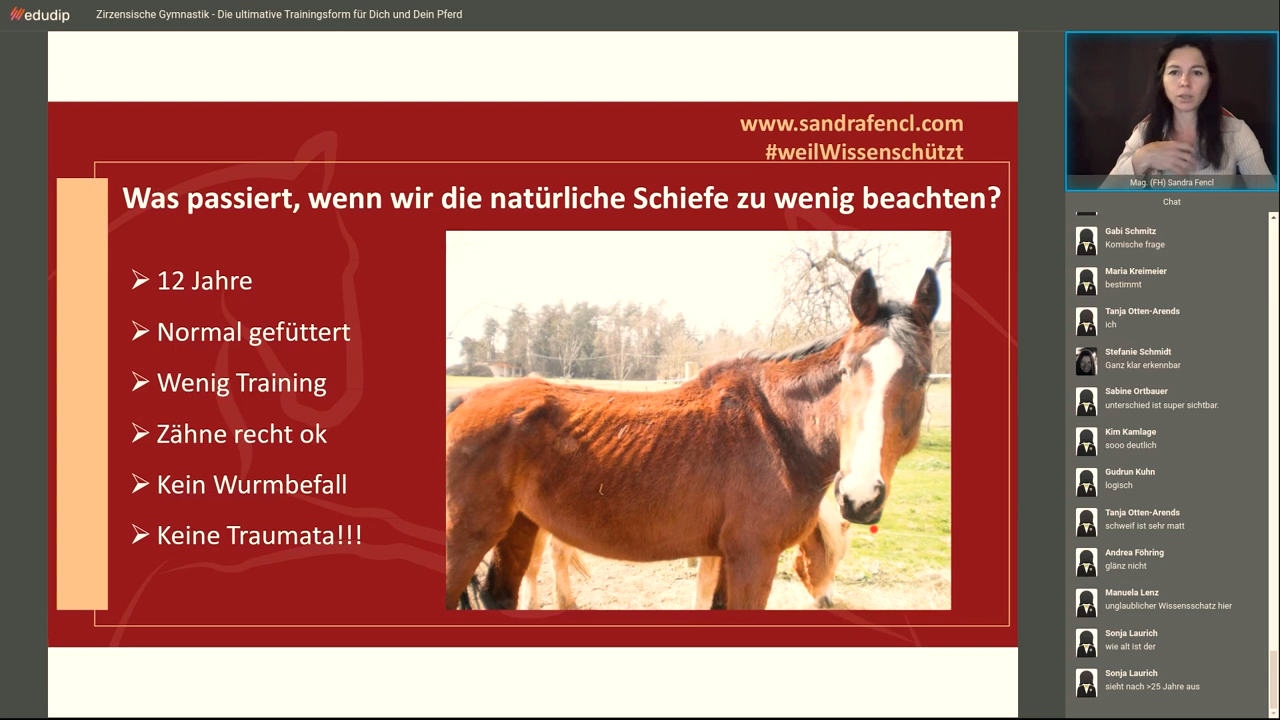 edudip
Zirzensische Gymnastik - Die ultimative Trainingsform für Dich und Dein Pferd
www.sandrafencl.com
#weilWissenschützt
Was passiert, wenn wir die natürliche Schiefe zu wenig beachten?
12 Jahre
Normal gefüttert
Wenig Training
Zähne recht ok
Kein Wurmbefall
Keine Traumata!!!
Mag. (FH) Sandra Fencl
Chat
Gabi Schmitz
Komische frage
Maria Kreimeier
bestimmt
Tanja Otten-Arends
ich
Stefanie Schmidt
Ganz klar erkennbar
Sabine Ortbauer
unterschied ist super sichtbar.
Kim Kamlage
sooo deutlich
Gudrun Kuhn
logisch
Tanja Otten-Arends
schweif ist sehr matt
Andrea Föhring
glänz nicht
Manuela Lenz
unglaublicher Wissensschatz hier
Sonja Laurich
wie alt ist der
Sonja Laurich
sieht nach >25 Jahre aus